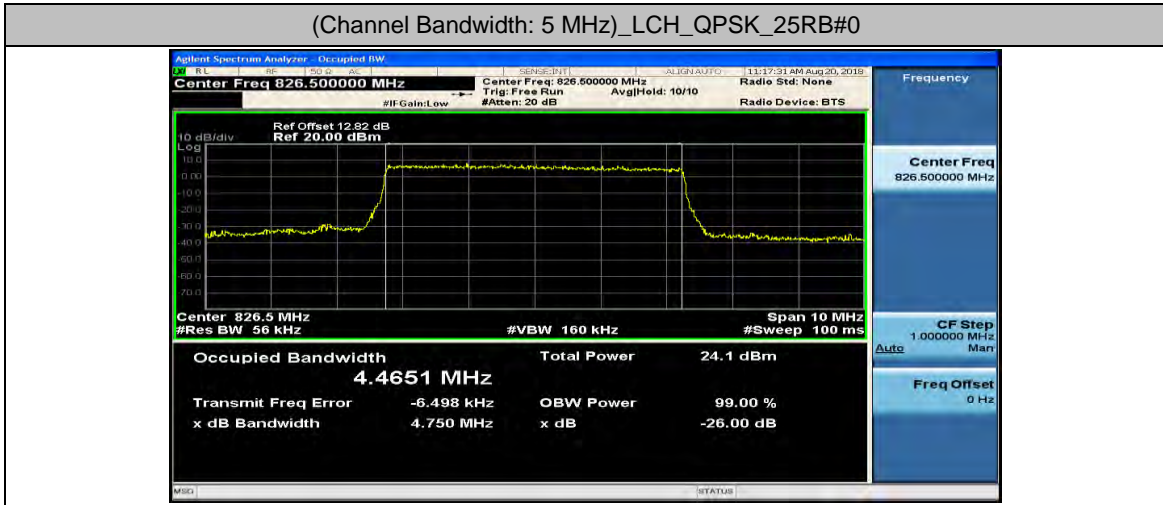 (Channel Bandwidth: 5 MHz)_LCH_QPSK_25RB#0
Agilent Spectrum Analyzer - Occupied BW
RL RF 50 Ω AC SENSE:INT ALIGN AUTO 11:17:31 AM Aug 20, 2018
Center Freq 826.500000 MHz
Center Freq: 826.500000 MHz
Radio Std: None
Trig: Free Run Avg|Hold: 10/10
#IFGain:Low #Atten: 20 dB Radio Device: BTS
Ref Offset 12.82 dB
10 dB/div Ref 20.00 dBm
Log
10.0
0.00
-10.0
-20.0
-30.0
-40.0
-50.0
-60.0
-70.0
Center 826.5 MHz Span 10 MHz
#Res BW 56 kHz #VBW 160 kHz #Sweep 100 ms
Occupied Bandwidth Total Power 24.1 dBm
4.4651 MHz
Transmit Freq Error -6.498 kHz OBW Power 99.00 %
x dB Bandwidth 4.750 MHz x dB -26.00 dB
MSG STATUS
Frequency
Center Freq
826.500000 MHz
CF Step
1.000000 MHz
Auto Man
Freq Offset
0 Hz